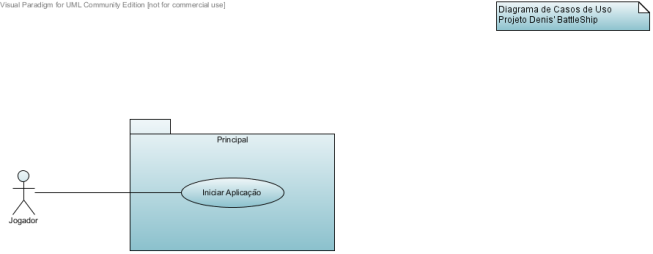 Visual Paradigm for UML Community Edition [not for commercial use]
Diagrama de Casos de Uso
Projeto Denis' BattleShip
Principal
Iniciar Aplicação
Jogador